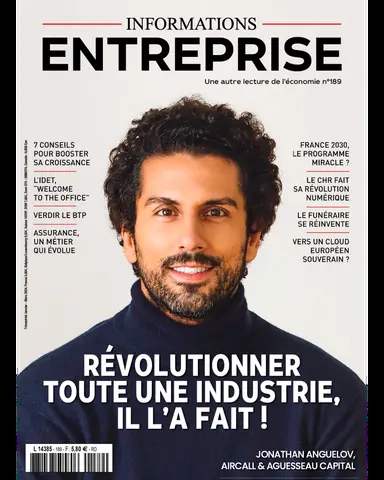 INFORMATIONS
ENTREPRISE
Une autre lecture de l'économie n°189
7 CONSEILS
POUR BOOSTER
SA CROISSANCE
L'IDET,
"WELCOME
TO THE OFFICE"
VERDIR LE BTP
ASSURANCE,
UN MÉTIER
QUI ÉVOLUE
FRANCE 2030,
LE PROGRAMME
MIRACLE ?
LE CHR FAIT
SA RÉVOLUTION
NUMÉRIQUE
LE FUNÉRAIRE
SE RÉINVENTE
VERS UN CLOUD
EUROPÉEN
SOUVERAIN ?
RÉVOLUTIONNER
TOUTE UNE INDUSTRIE,
IL L'A FAIT !
L 14385 - 189 - F: 5,80 € - RD
JONATHAN ANGUELOV,
AIRCALL & AGUESSEAU CAPITAL